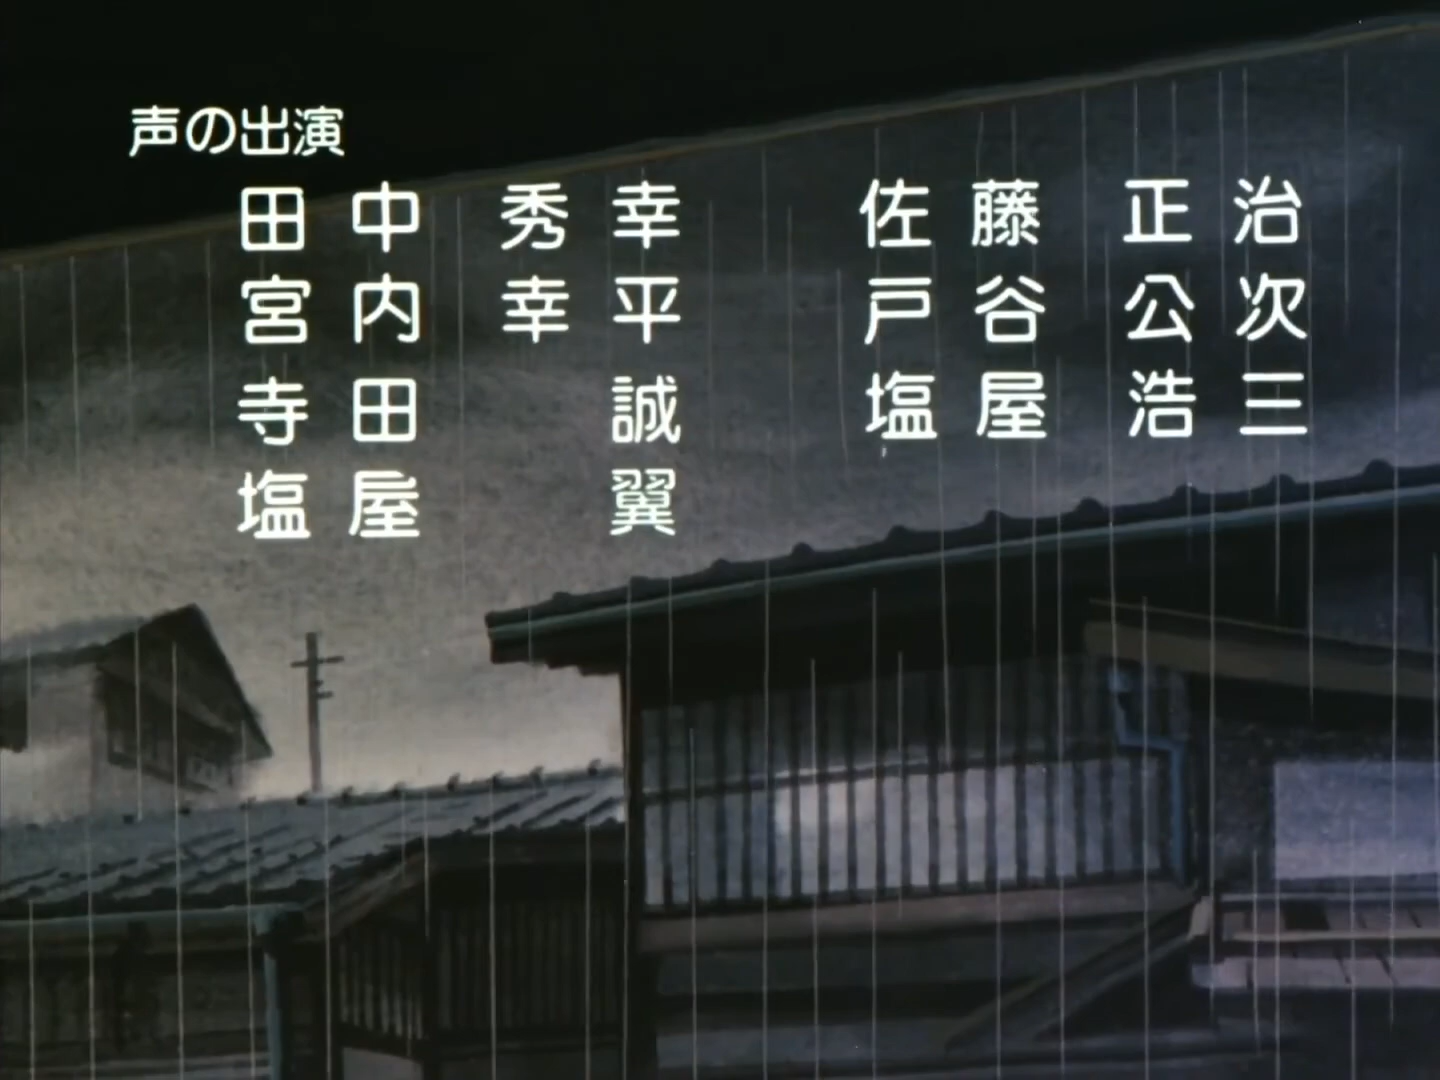 声の出演
田中秀幸 佐藤正治
宮内幸平 戸谷公次
寺田誠 塩屋浩三
塩屋翼